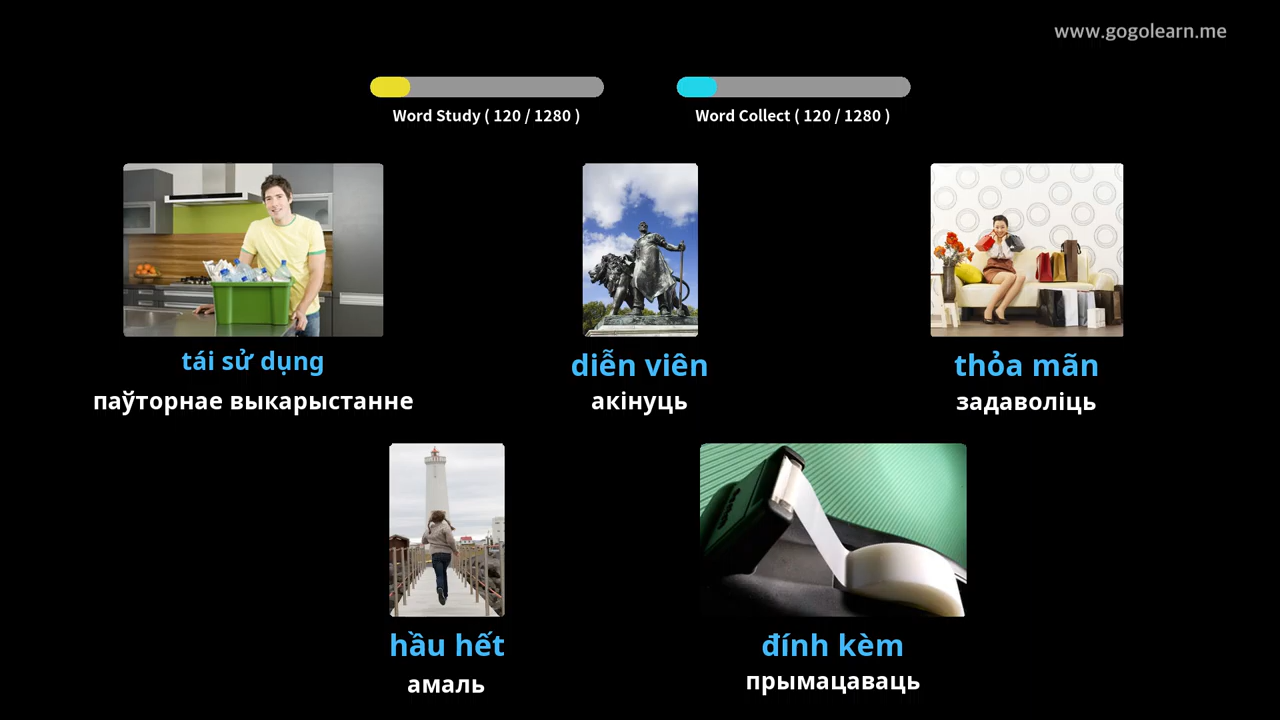 www.gogolearn.me
Word Study ( 120 / 1280 )
Word Collect ( 120 / 1280 )
tái sử dụng
паўторнае выкарыстанне
diễn viên
акінуць
thỏa mãn
задаволіць
hầu hết
амаль
đính kèm
прымацаваць